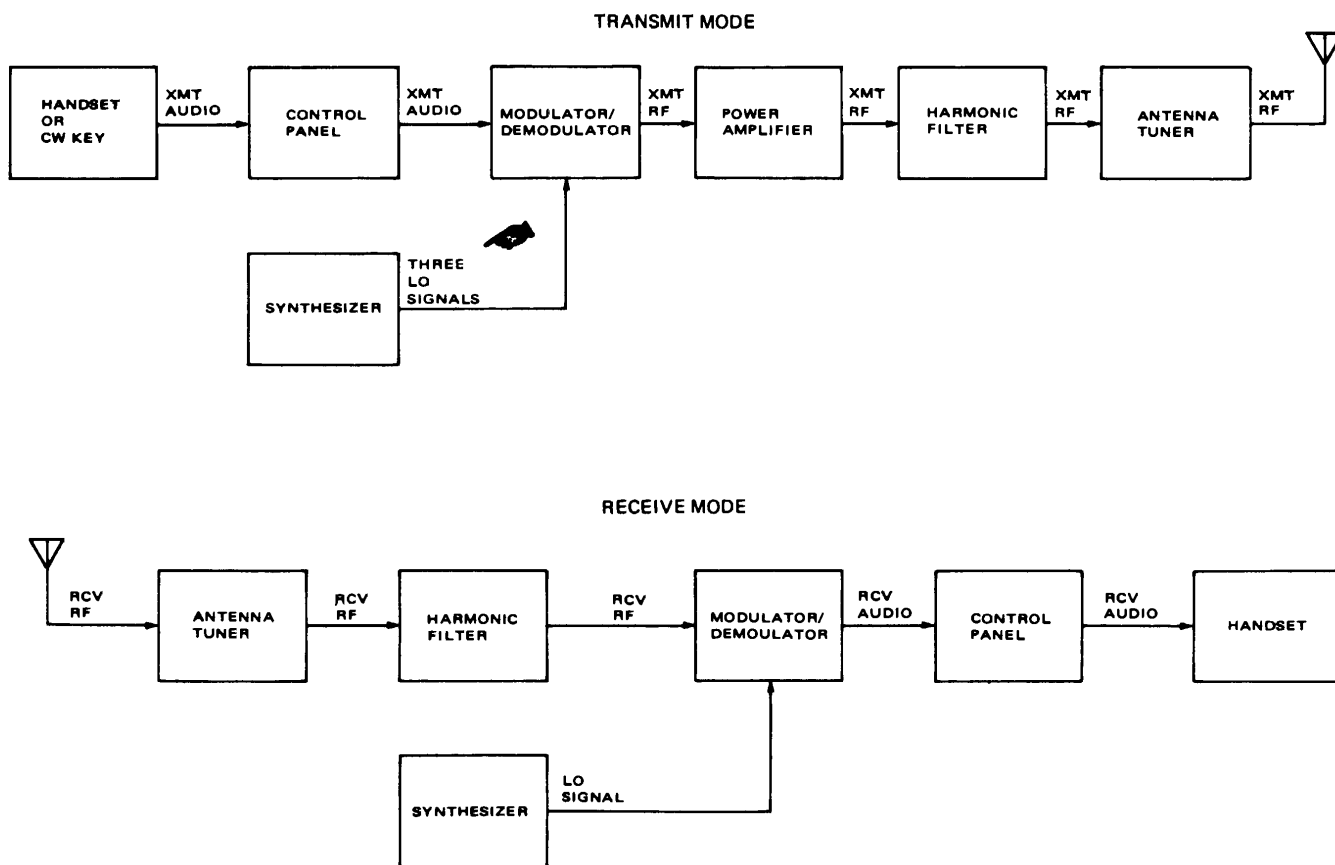 TRANSMIT MODE
HANDSET
OR
CW KEY
XMT
AUDIO
CONTROL
PANEL
XMT
AUDIO
MODULATOR/
DEMODULATOR
XMT
RF
POWER
AMPLIFIER
XMT
RF
HARMONIC
FILTER
XMT
RF
ANTENNA
TUNER
XMT
RF
SYNTHESIZER
THREE
LO
SIGNALS
RECEIVE MODE
RCV
RF
ANTENNA
TUNER
RCV
RF
HARMONIC
FILTER
RCV
RF
MODULATOR/
DEMOULATOR
RCV
AUDIO
CONTROL
PANEL
RCV
AUDIO
HANDSET
SYNTHESIZER
LO
SIGNAL